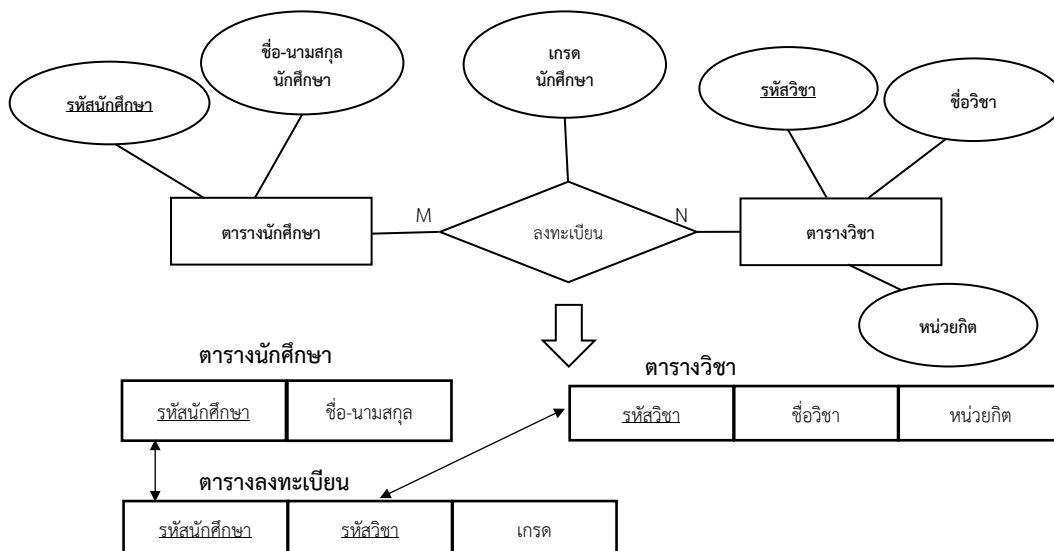 ชื่อ-นามสกุล
นักศึกษา
เกรด
นักศึกษา
รหัสนักศึกษา
รหัสวิชา
ชื่อวิชา
ตารางนักศึกษา
M
ลงทะเบียน
N
ตารางวิชา
หน่วยกิต
ตารางนักศึกษา
ตารางวิชา
รหัสนักศึกษา ชื่อ-นามสกุล
รหัสวิชา ชื่อวิชา หน่วยกิต
ตารางลงทะเบียน
รหัสนักศึกษา รหัสวิชา เกรด